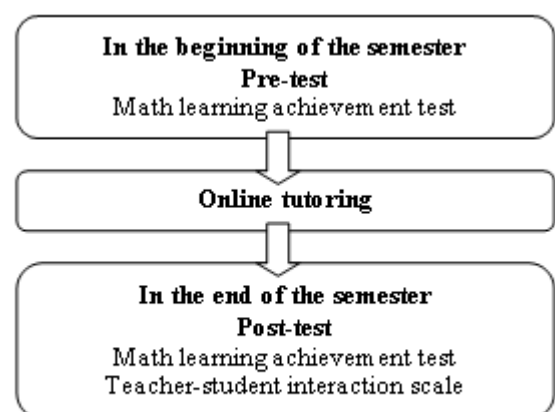 In the beginning of the semester
Pre-test
Math learning achievement test
Online tutoring
In the end of the semester
Post-test
Math learning achievement test
Teacher-student interaction scale